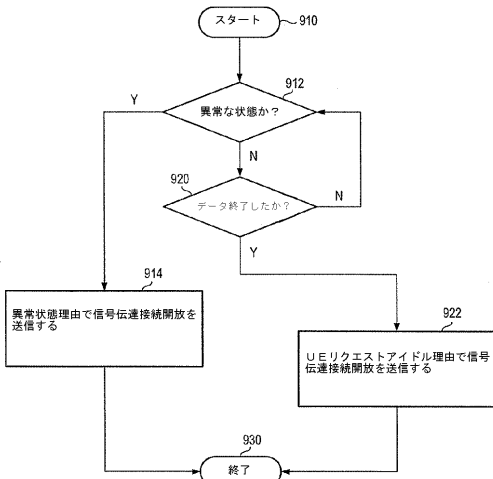 スタート
910
912
Y
異常な状態か？
N
920
N
データ終了したか？
Y
914
異常状態理由で信号伝達接続開放を
送信する
922
ＵＥリクエストアイドル理由で信号
伝達接続開放を送信する
930
終了